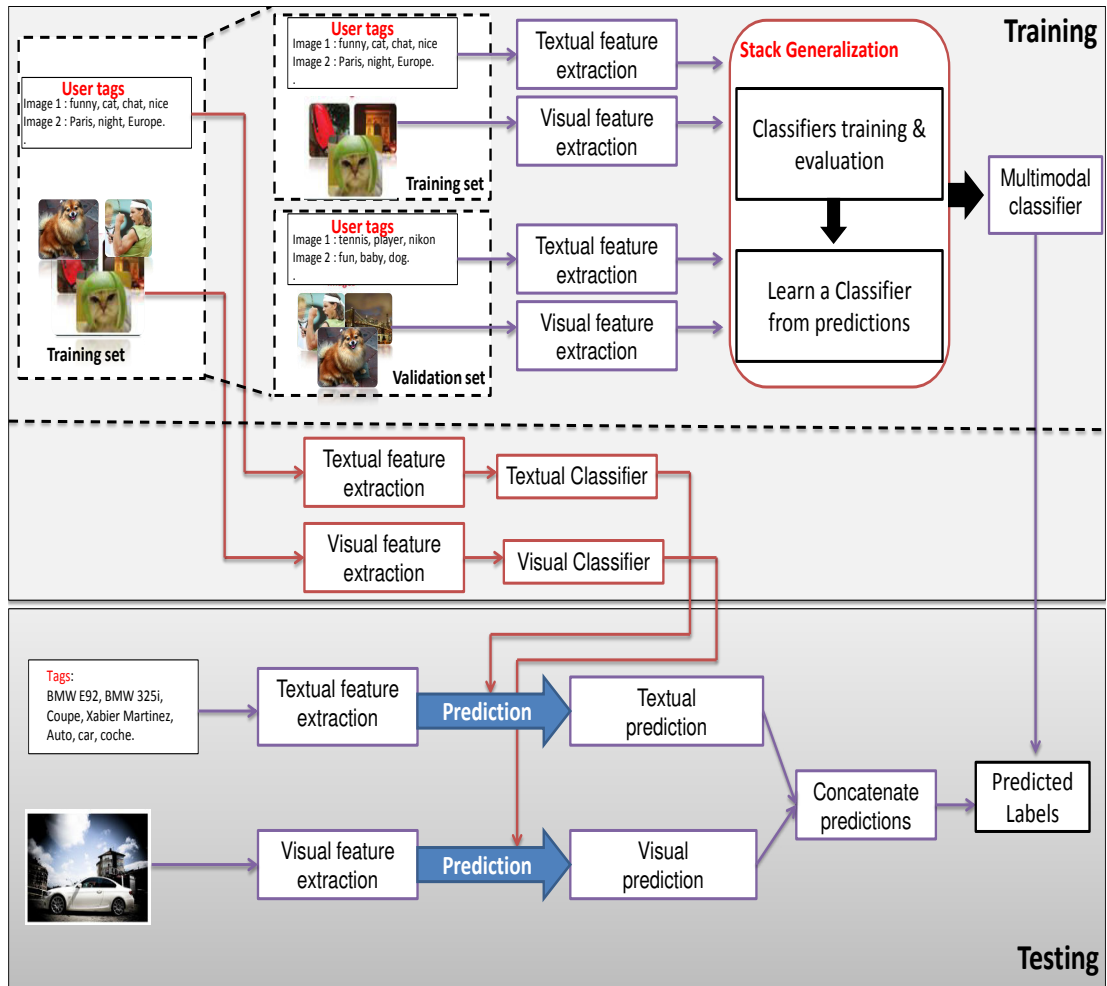 Training
User tags
Image 1 : funny, cat, chat, nice
Image 2 : Paris, night, Europe.
.
Training set
User tags
Image 1 : funny, cat, chat, nice
Image 2 : Paris, night, Europe.
.
Training set
User tags
Image 1 : tennis, player, nikon
Image 2 : fun, baby, dog.
.
Validation set
Textual feature
extraction
Visual feature
extraction
Textual feature
extraction
Visual feature
extraction
Stack Generalization
Classifiers training &
evaluation
Learn a Classifier
from predictions
Multimodal
classifier
Textual feature
extraction
Textual Classifier
Visual feature
extraction
Visual Classifier
Tags:
BMW E92, BMW 325i,
Coupe, Xabier Martinez,
Auto, car, coche.
Textual feature
extraction
Prediction
Textual
prediction
Visual feature
extraction
Prediction
Visual
prediction
Concatenate
predictions
Predicted
Labels
Testing